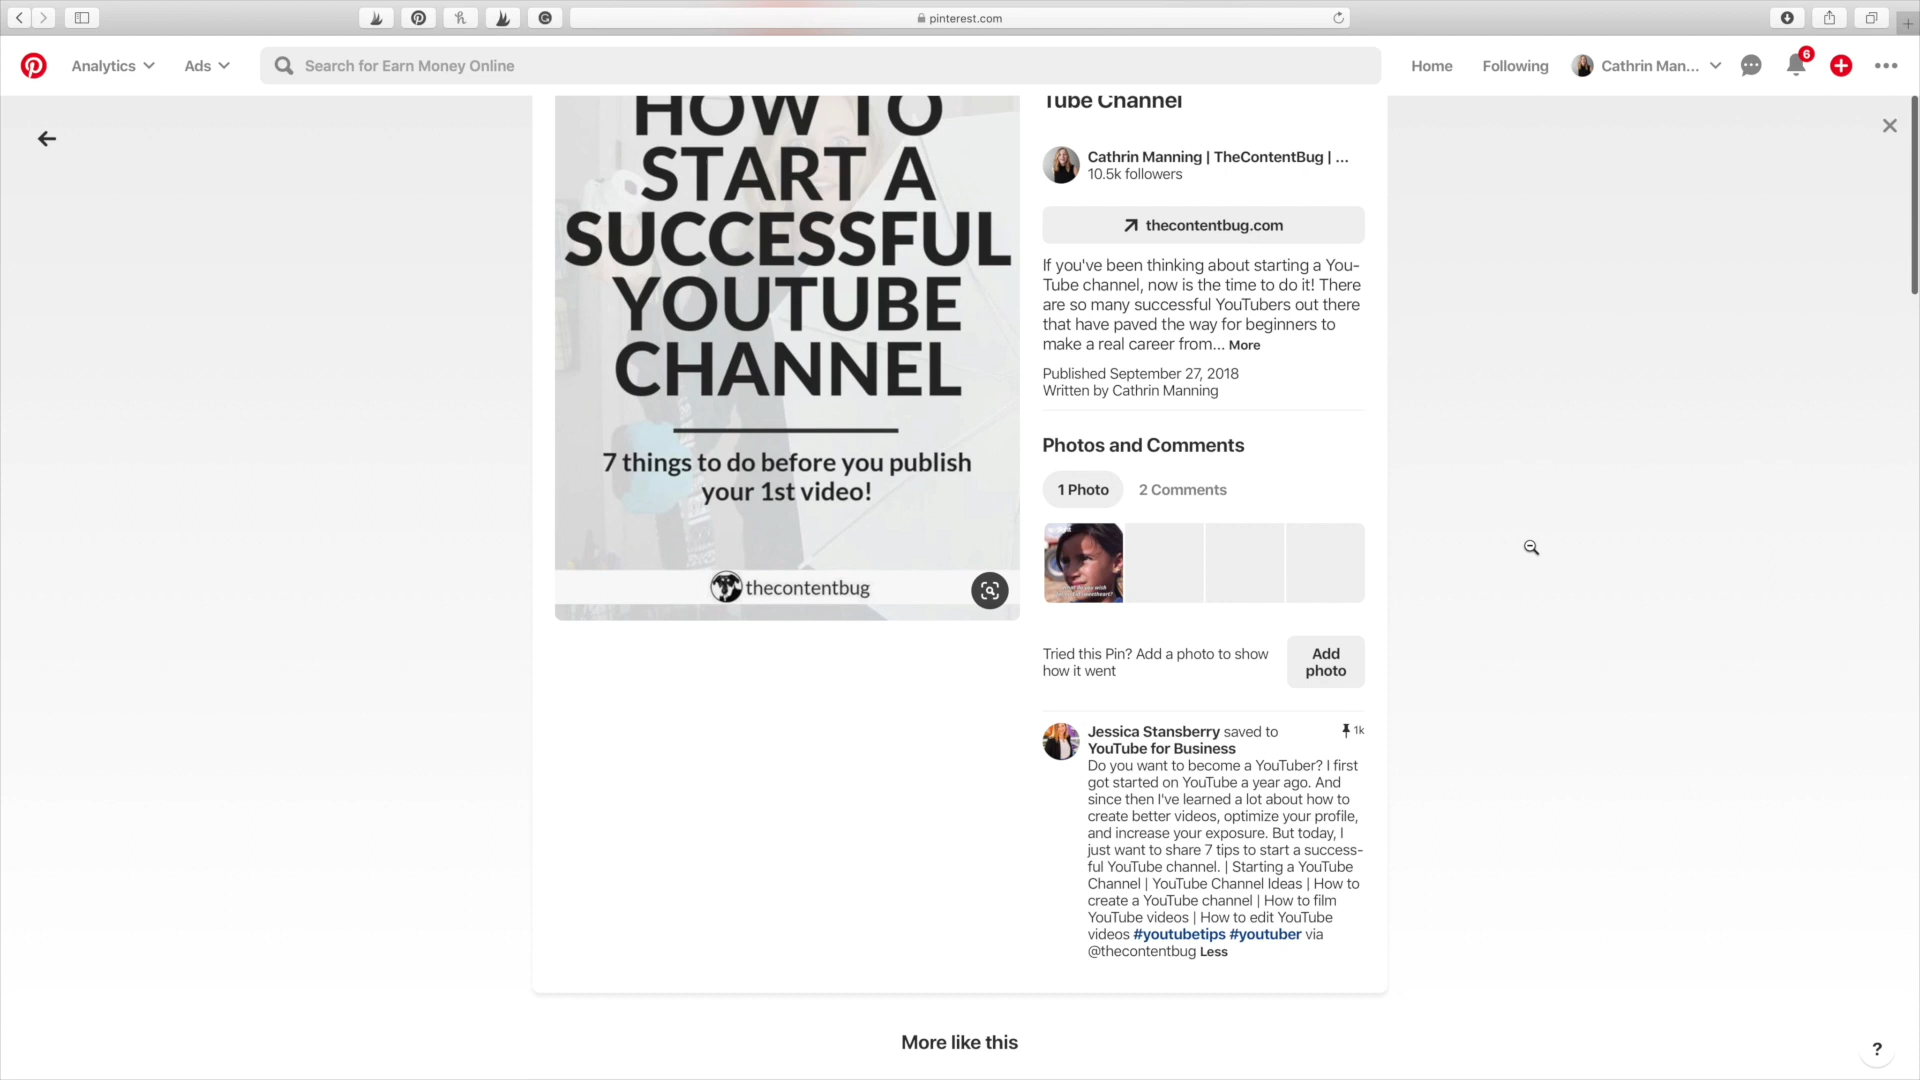 pinterest.com
Analytics
Ads
Search for Earn Money Online
Home
Following
Cathrin Man...
6
HOW TO
START A
SUCCESSFUL
YOUTUBE
CHANNEL
7 things to do before you publish
your 1st video!
thecontentbug
Tube Channel
Cathrin Manning | TheContentBug | ...
10.5k followers
thecontentbug.com
If you've been thinking about starting a You-
Tube channel, now is the time to do it! There
are so many successful YouTubers out there
that have paved the way for beginners to
make a real career from... More
Published September 27, 2018
Written by Cathrin Manning
Photos and Comments
1 Photo
2 Comments
Tried this Pin? Add a photo to show
how it went
Add
photo
Jessica Stansberry saved to
1k
YouTube for Business
Do you want to become a YouTuber? I first
got started on YouTube a year ago. And
since then I've learned a lot about how to
create better videos, optimize your profile,
and increase your exposure. But today, I
just want to share 7 tips to start a success-
ful YouTube channel. | Starting a YouTube
Channel | YouTube Channel Ideas | How to
create a YouTube channel | How to film
YouTube videos | How to edit YouTube
videos #youtubetips #youtuber via
@thecontentbug Less
More like this
?